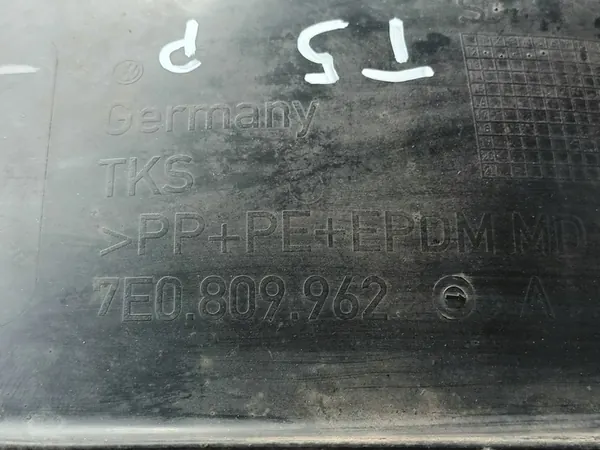 T5 P
Germany
TKS
>PP+PE+EPDM MD
7E0.809.962 A